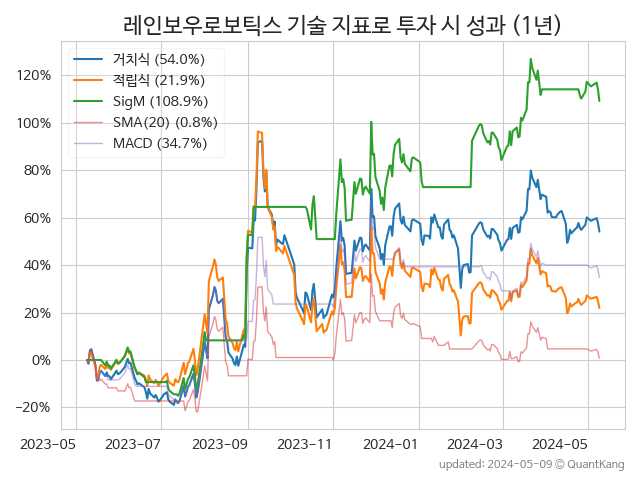 레인보우로보틱스 기술 지표로 투자 시 성과 (1년)
거치식 (54.0%)
적립식 (21.9%)
SigM (108.9%)
SMA(20) (0.8%)
MACD (34.7%)
120%
100%
80%
60%
40%
20%
0%
−20%
2023-05 2023-07 2023-09 2023-11 2024-01 2024-03 2024-05
updated: 2024-05-09 © QuantKang